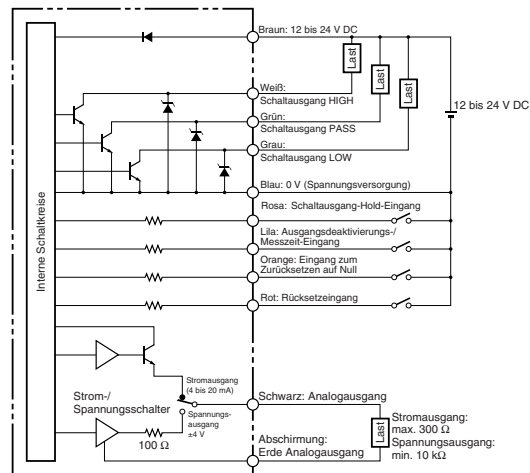 Braun: 12 bis 24 V DC
Last
Last
Last
Weiß:
Schaltausgang HIGH
12 bis 24 V DC
Grün:
Schaltausgang PASS
Grau:
Schaltausgang LOW
Blau: 0 V (Spannungsversorgung)
Rosa: Schaltausgang-Hold-Eingang
Lila: Ausgangsdeaktivierungs-/
Messzeit-Eingang
Orange: Eingang zum
Zurücksetzen auf Null
Rot: Rücksetzeingang
Interne Schaltkreise
Stromausgang
(4 bis 20 mA)
Strom-/
Spannungsschalter
Spannungs-
ausgang
±4 V
100 Ω
Schwarz: Analogausgang
Last
Stromausgang:
max. 300 Ω
Spannungsausgang:
min. 10 kΩ
Abschirmung:
Erde Analogausgang